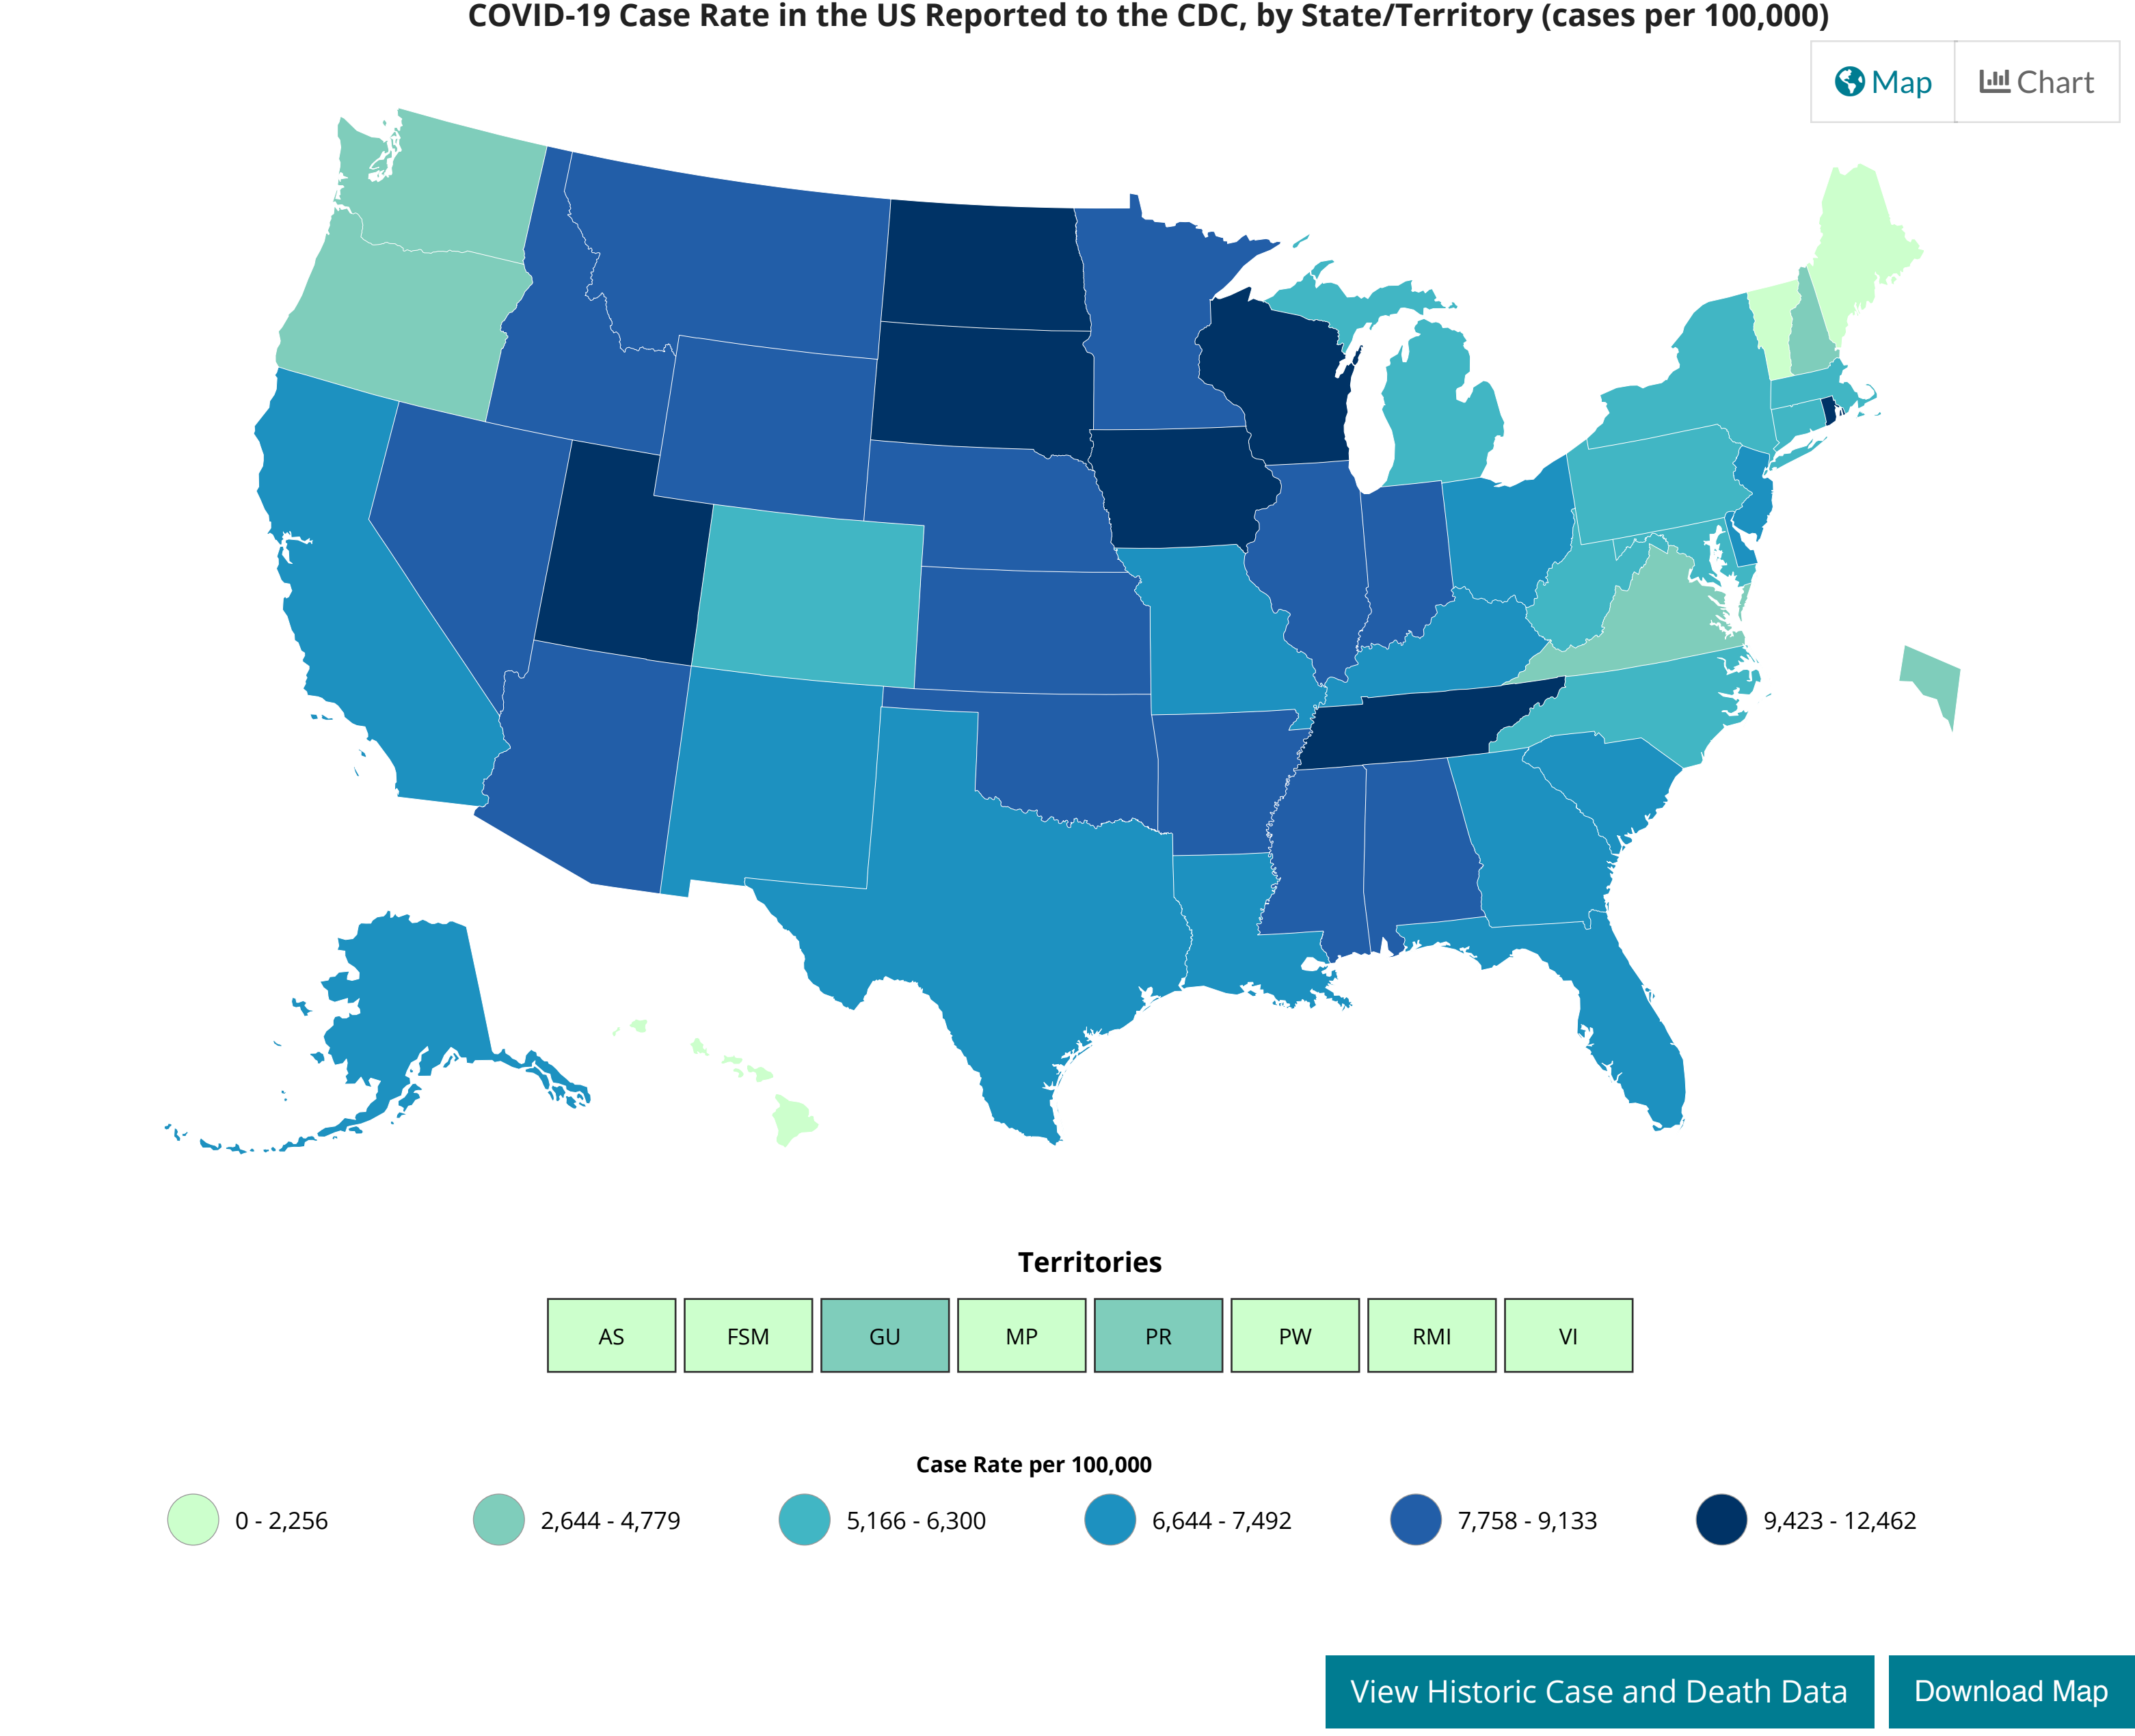 COVID-19 Case Rate in the US Reported to the CDC, by State/Territory (cases per 100,000)
Map
Chart
Territories
AS
FSM
GU
MP
PR
PW
RMI
VI
Case Rate per 100,000
0 - 2,256
2,644 - 4,779
5,166 - 6,300
6,644 - 7,492
7,758 - 9,133
9,423 - 12,462
View Historic Case and Death Data
Download Map